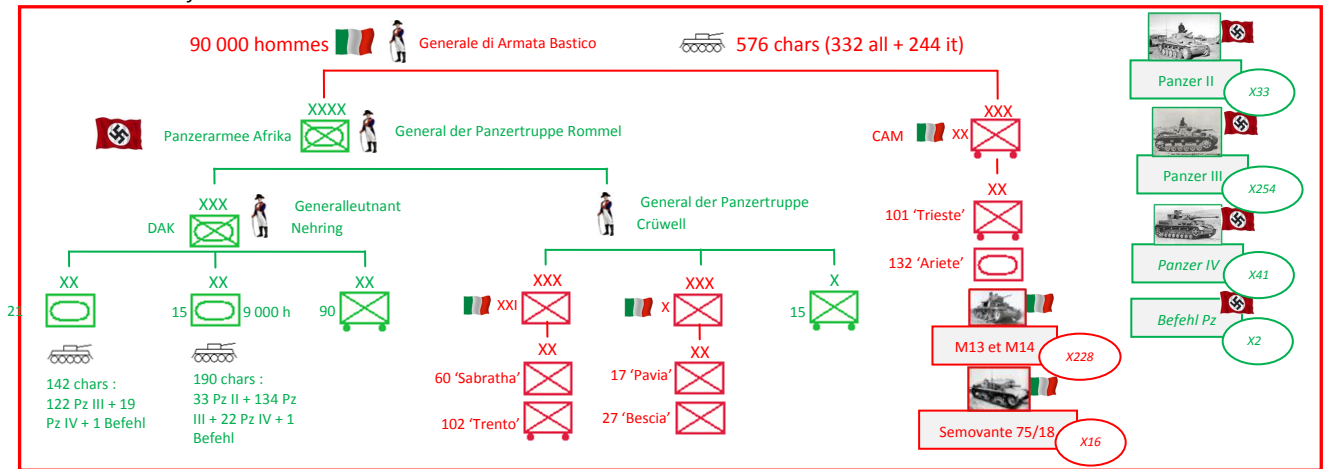 90 000 hommes
Generale di Armata Bastico
576 chars (332 all + 244 it)
XXXX
Panzerarmee Afrika
General der Panzertruppe Rommel
XXX
CAM
XX
XXX
DAK
Generalleutnant
Nehring
General der Panzertruppe
Crüwell
XX
101 'Trieste'
132 'Ariete'
XX
21
XX
15
9 000 h
XX
90
XXX
XXI
XXX
X
X
15
142 chars :
122 Pz III + 19
Pz IV + 1 Befehl
190 chars :
33 Pz II + 134 Pz
III + 22 Pz IV + 1
Befehl
XX
60 'Sabratha'
102 'Trento'
XX
17 'Pavia'
27 'Bescia'
M13 et M14
X228
Semovante 75/18
X16
Panzer II
X33
Panzer III
X254
Panzer IV
X41
Befehl Pz
X2